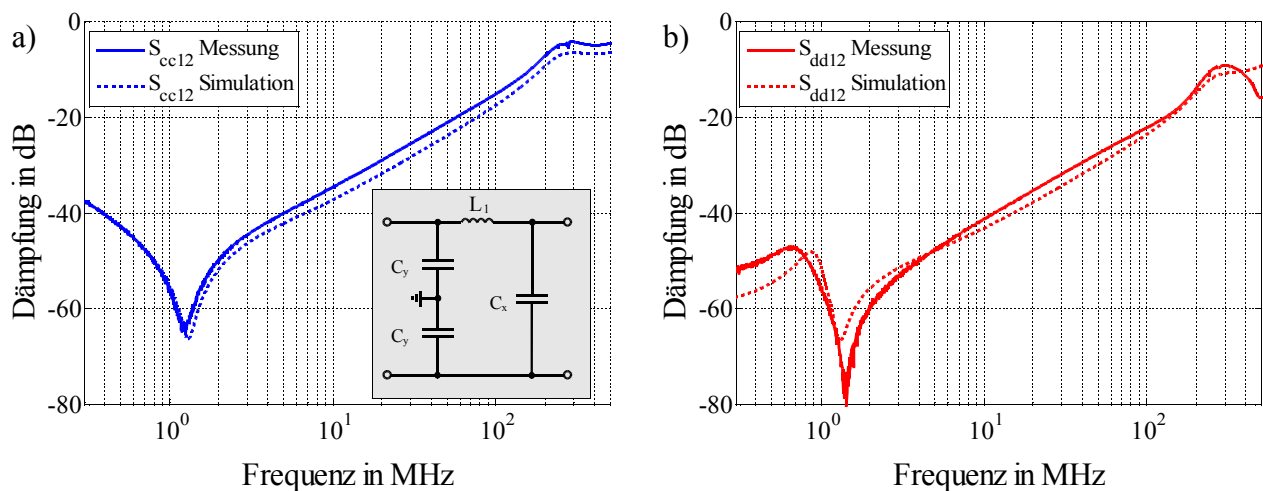 a)
S_cc12 Messung
S_cc12 Simulation
0
-20
-40
-60
-80
Dämpfung in dB
10^0
10^1
10^2
Frequenz in MHz
L_1
C_y
C_y
C_x
b)
S_dd12 Messung
S_dd12 Simulation
0
-20
-40
-60
-80
Dämpfung in dB
10^0
10^1
10^2
Frequenz in MHz